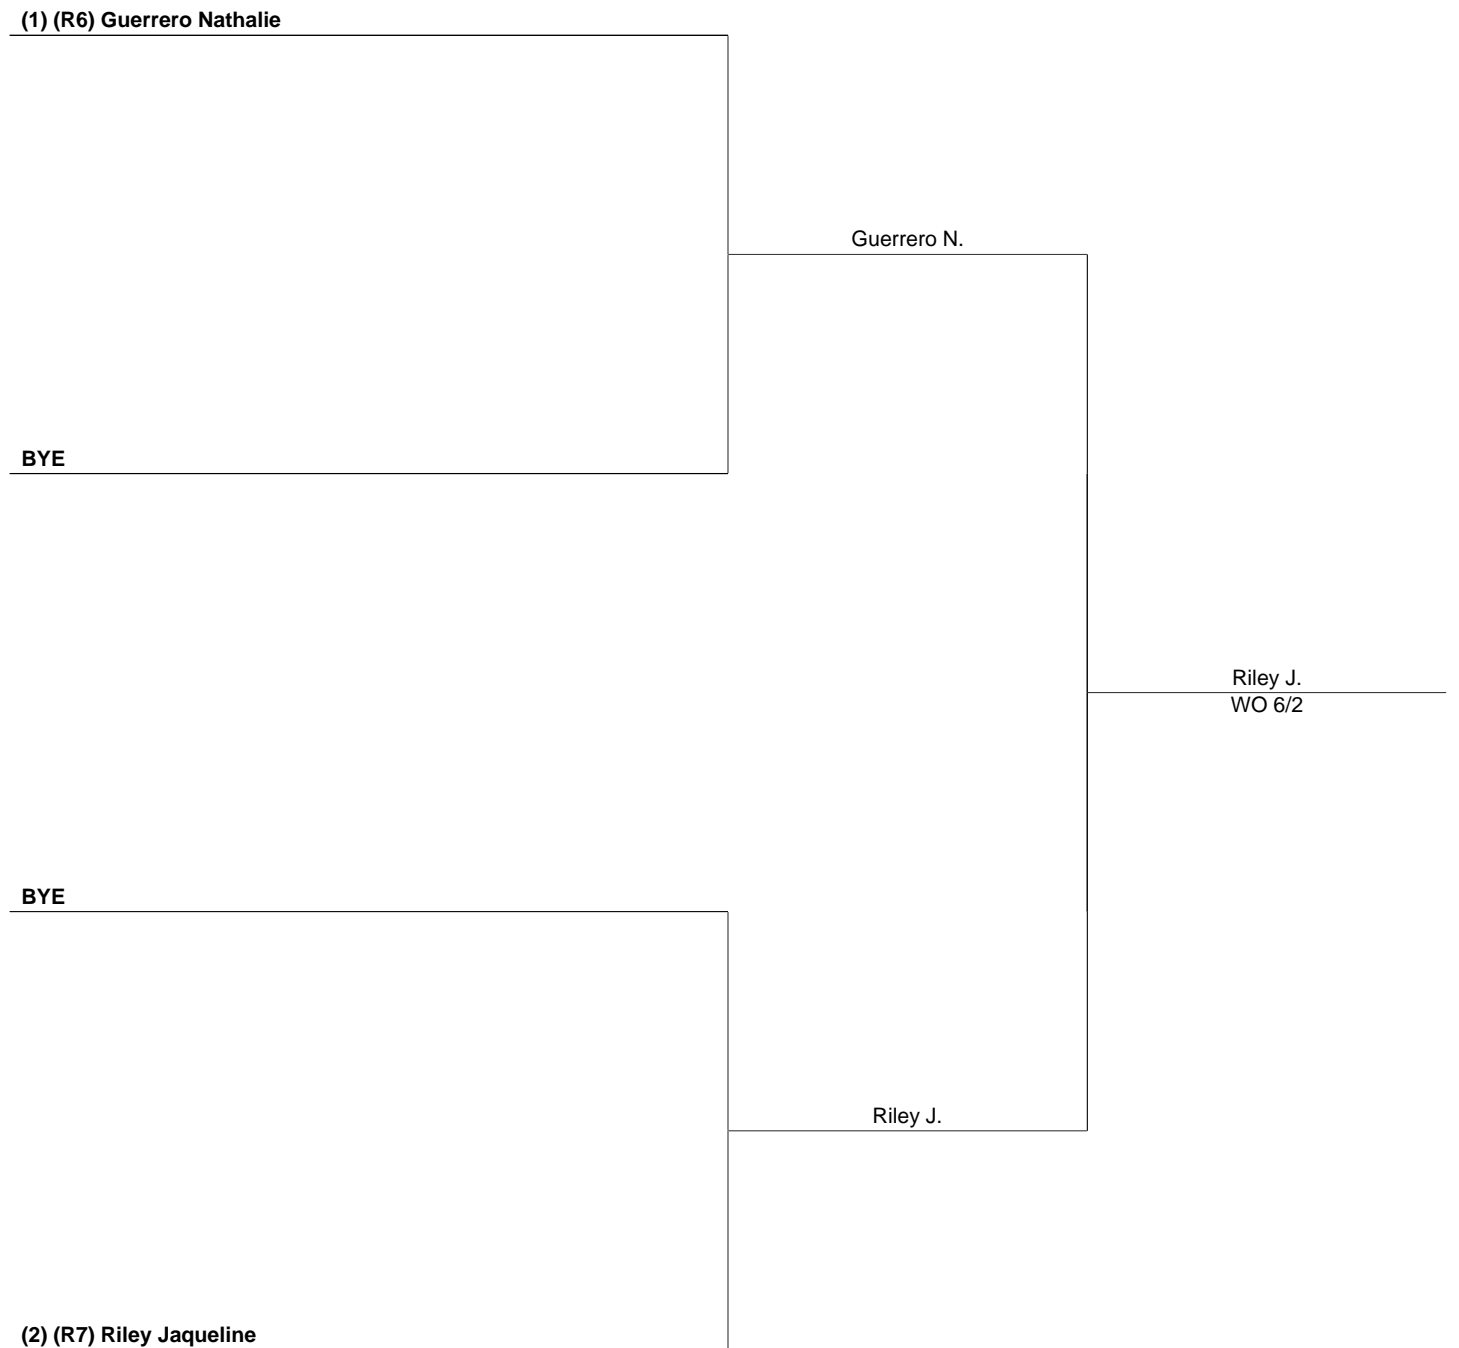 (1) (R6) Guerrero Nathalie
Guerrero N.
BYE
Riley J.
WO 6/2
BYE
Riley J.
(2) (R7) Riley Jaqueline